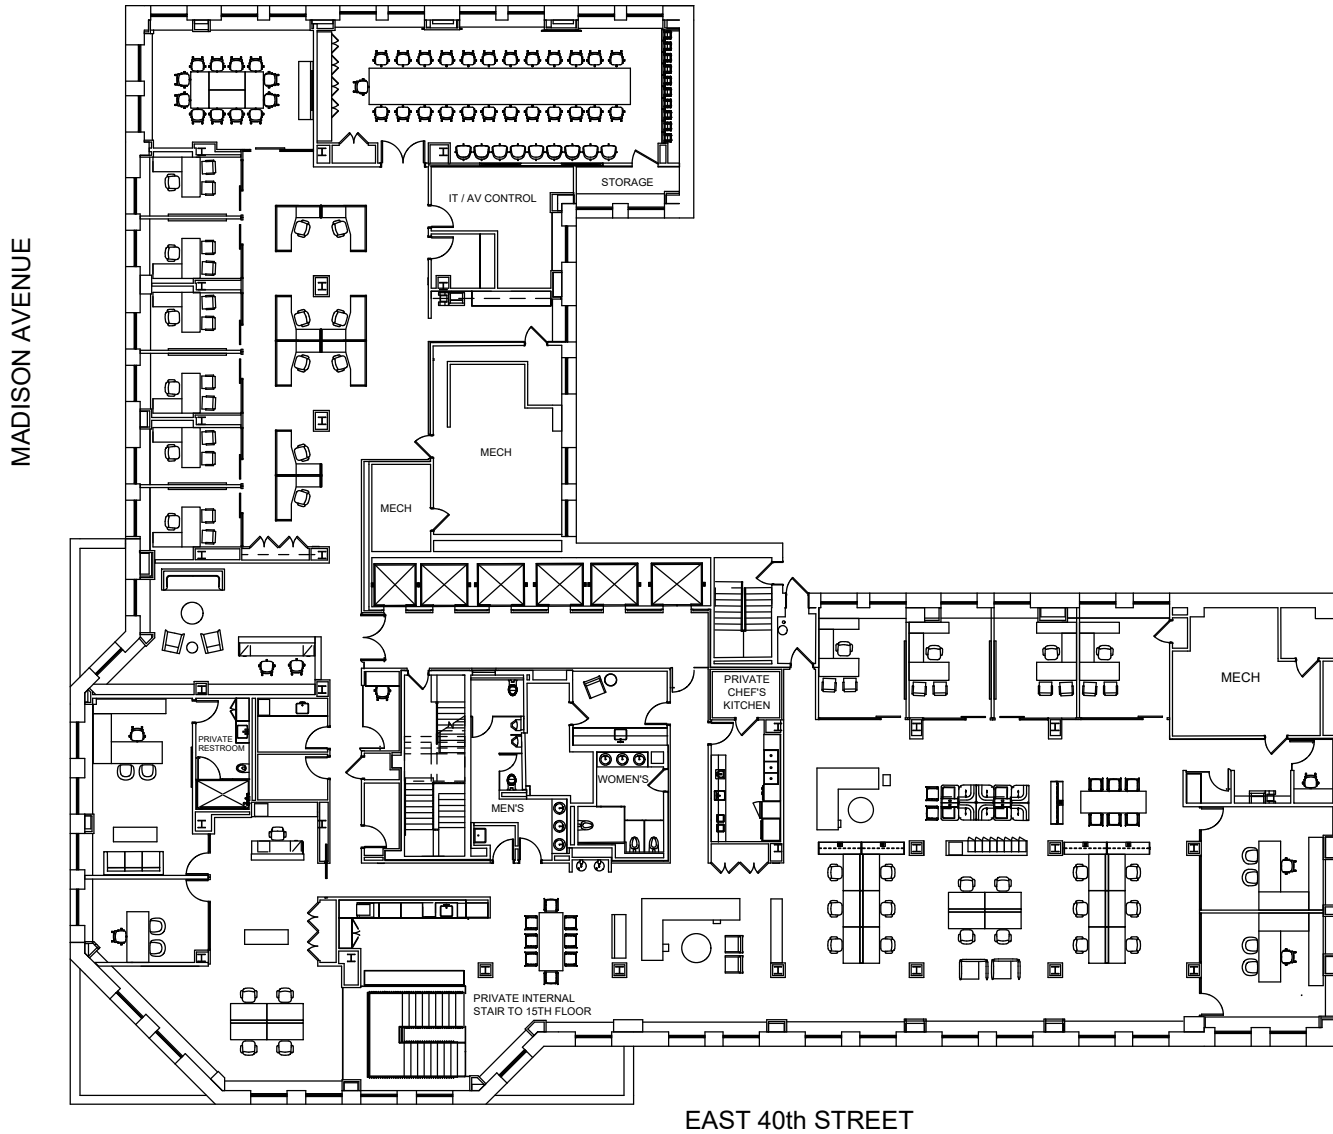 STORAGE
IT / AV CONTROL
MADISON AVENUE
MECH
MECH
PRIVATE
CHEF'S
KITCHEN
MECH
PRIVATE
RESTROOM
WOMEN'S
MEN'S
PRIVATE INTERNAL
STAIR TO 15TH FLOOR
EAST 40th STREET